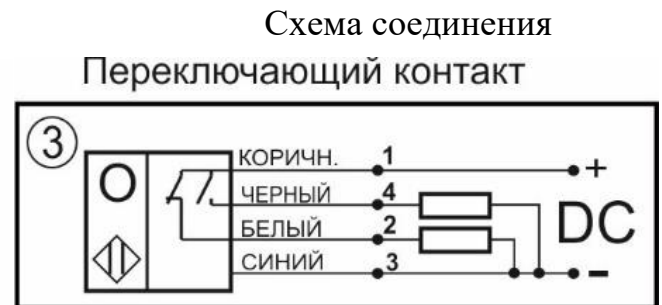 Схема соединения
Переключающий контакт
3
КОРИЧН. 1 +
O
ЧЕРНЫЙ 4
DC
БЕЛЫЙ 2
СИНИЙ 3 -